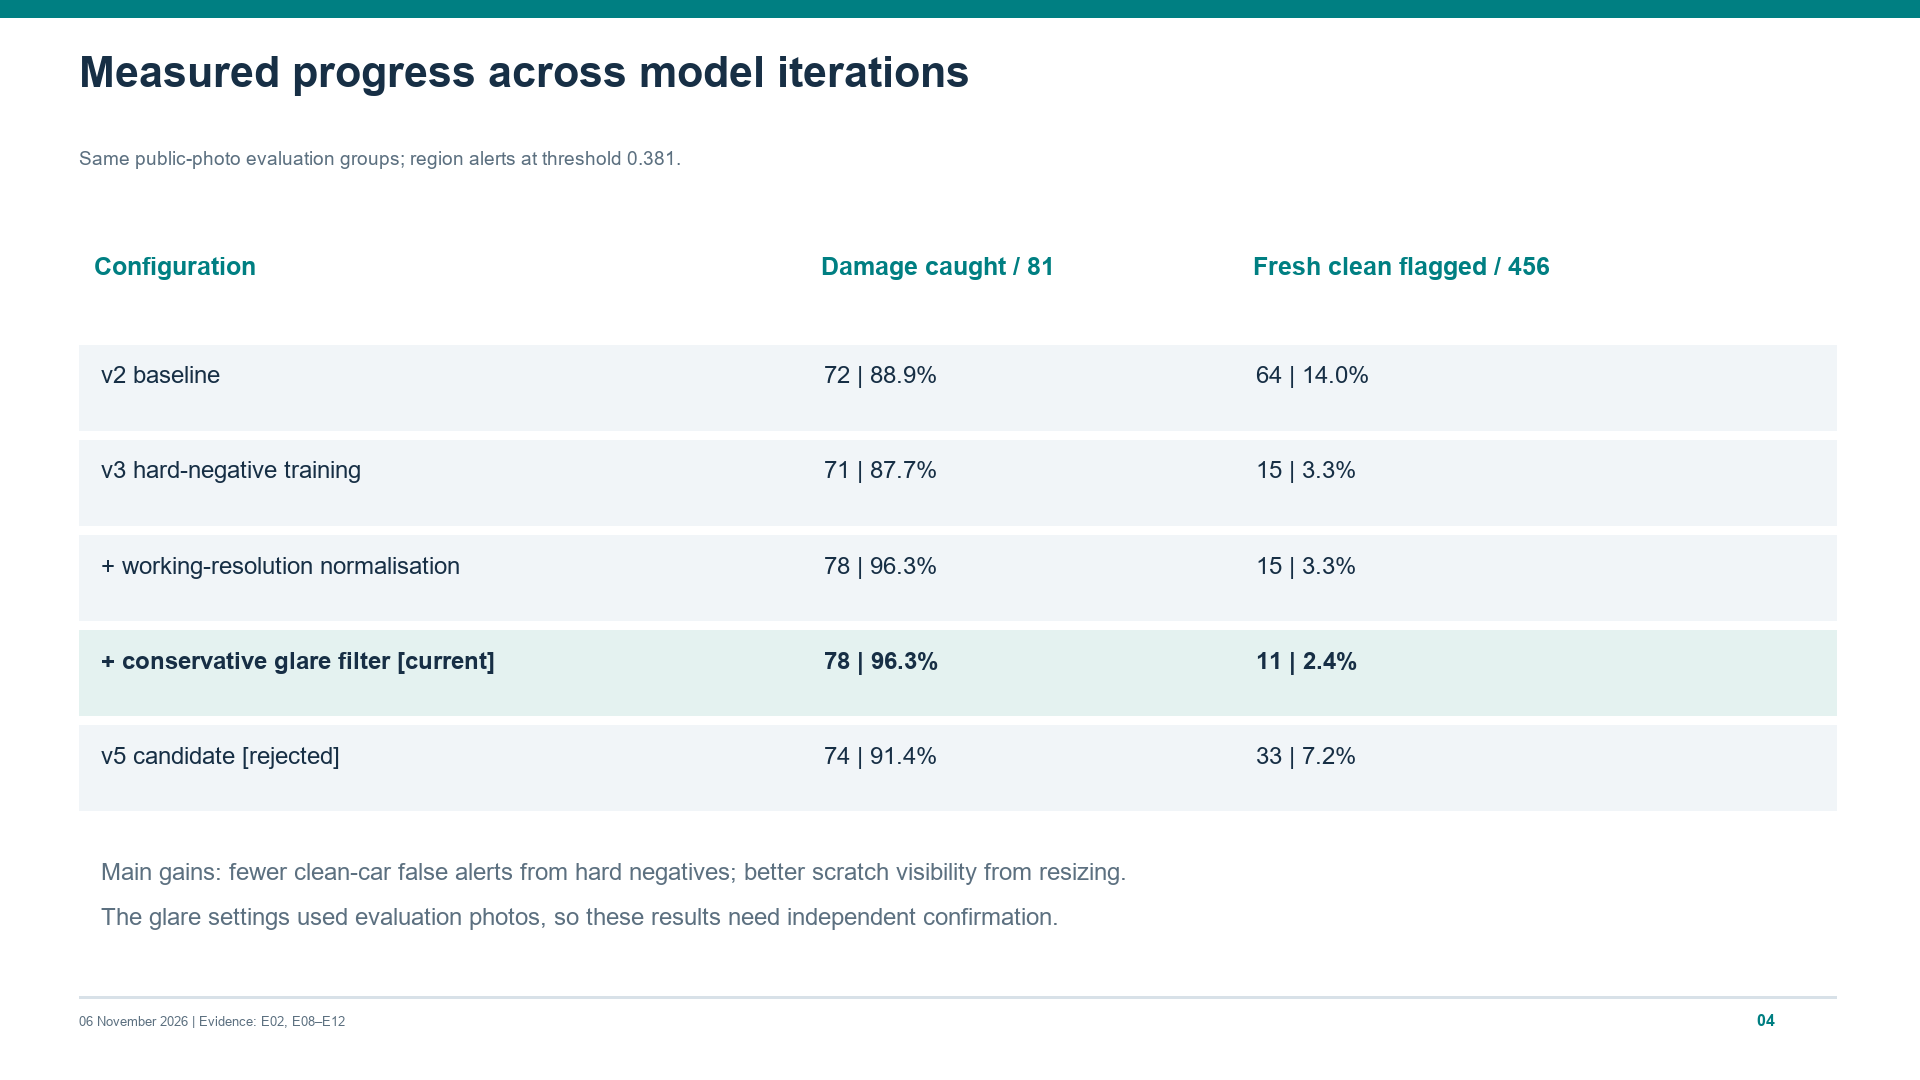 Measured progress across model iterations
Same public-photo evaluation groups; region alerts at threshold 0.381.
Configuration Damage caught / 81 Fresh clean flagged / 456
v2 baseline 72 | 88.9% 64 | 14.0%
v3 hard-negative training 71 | 87.7% 15 | 3.3%
+ working-resolution normalisation 78 | 96.3% 15 | 3.3%
+ conservative glare filter [current] 78 | 96.3% 11 | 2.4%
v5 candidate [rejected] 74 | 91.4% 33 | 7.2%
Main gains: fewer clean-car false alerts from hard negatives; better scratch visibility from resizing.
The glare settings used evaluation photos, so these results need independent confirmation.
06 November 2026 | Evidence: E02, E08–E12 04